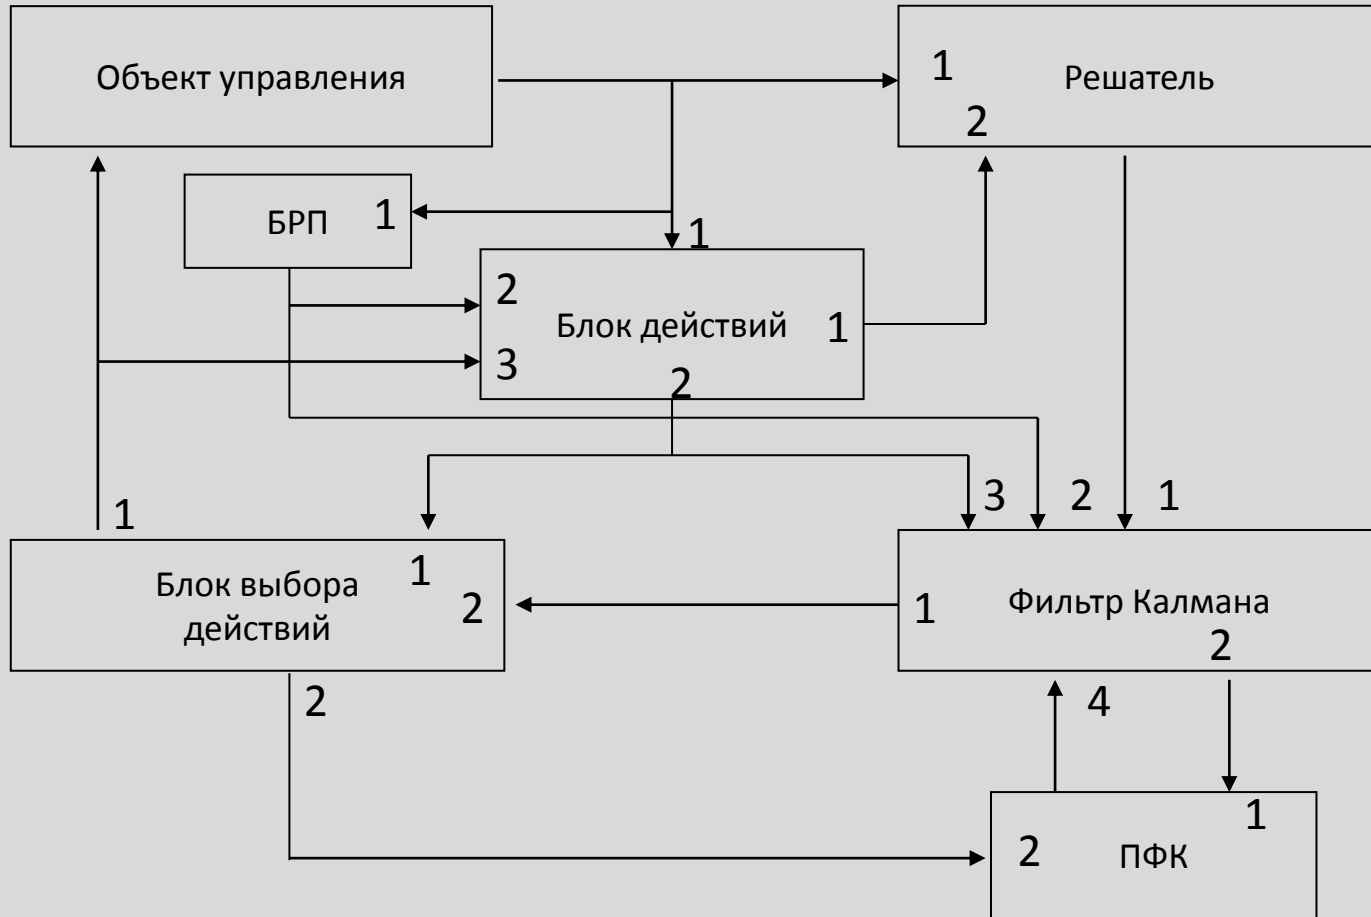 Объект управления
1
Решатель
2
БРП
1
1
2
Блок действий
1
3
2
3
2
1
1
Блок выбора
действий
1
2
1
Фильтр Калмана
2
2
4
1
2
ПФК